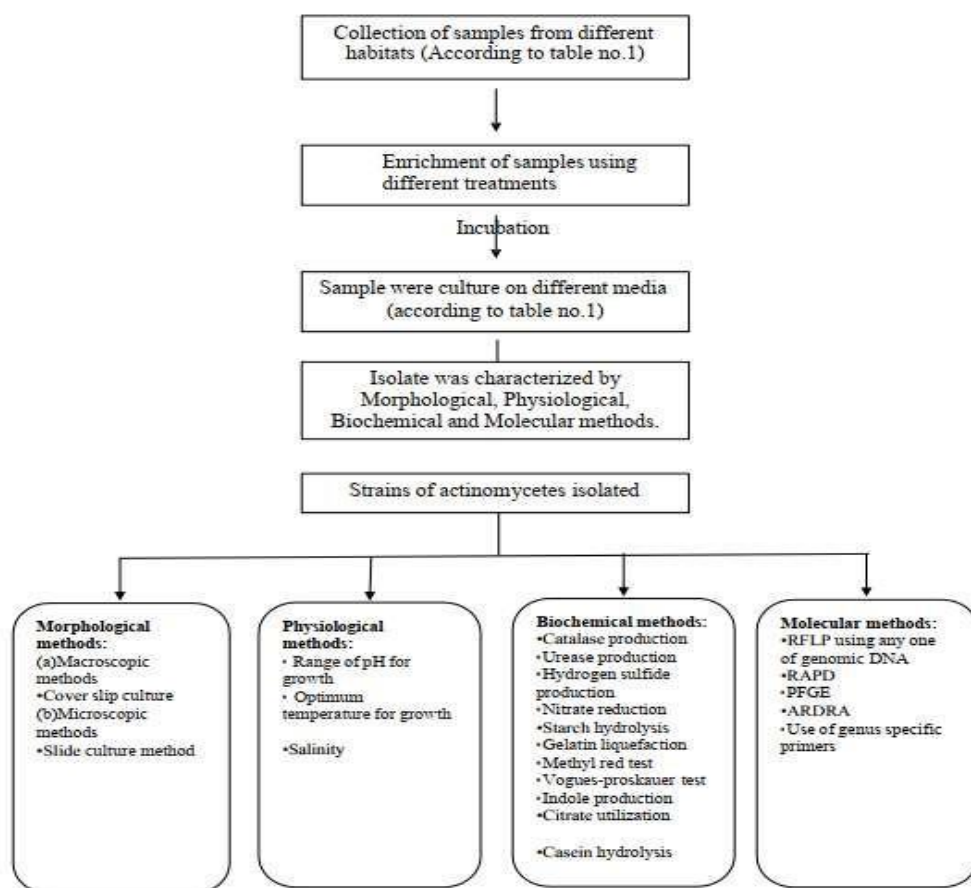 Collection of samples from different
habitats (According to table no.1)
Enrichment of samples using
different treatments
Incubation
Sample were culture on different media
(according to table no.1)
Isolate was characterized by
Morphological, Physiological,
Biochemical and Molecular methods.
Strains of actinomycetes isolated
Morphological
methods:
(a)Macroscopic
methods
•Cover slip culture
(b)Microscopic
methods
•Slide culture method
Physiological
methods:
• Range of pH for
growth
• Optimum
temperature for growth
•Salinity
Biochemical methods:
•Catalase production
•Urease production
•Hydrogen sulfide
production
•Nitrate reduction
•Starch hydrolysis
•Gelatin liquefaction
•Methyl red test
•Vogues-proskauer test
•Indole production
•Citrate utilization
•Casein hydrolysis
Molecular methods:
•RFLP using any one
of genomic DNA
•RAPD
•PFGE
•ARDRA
•Use of genus specific
primers